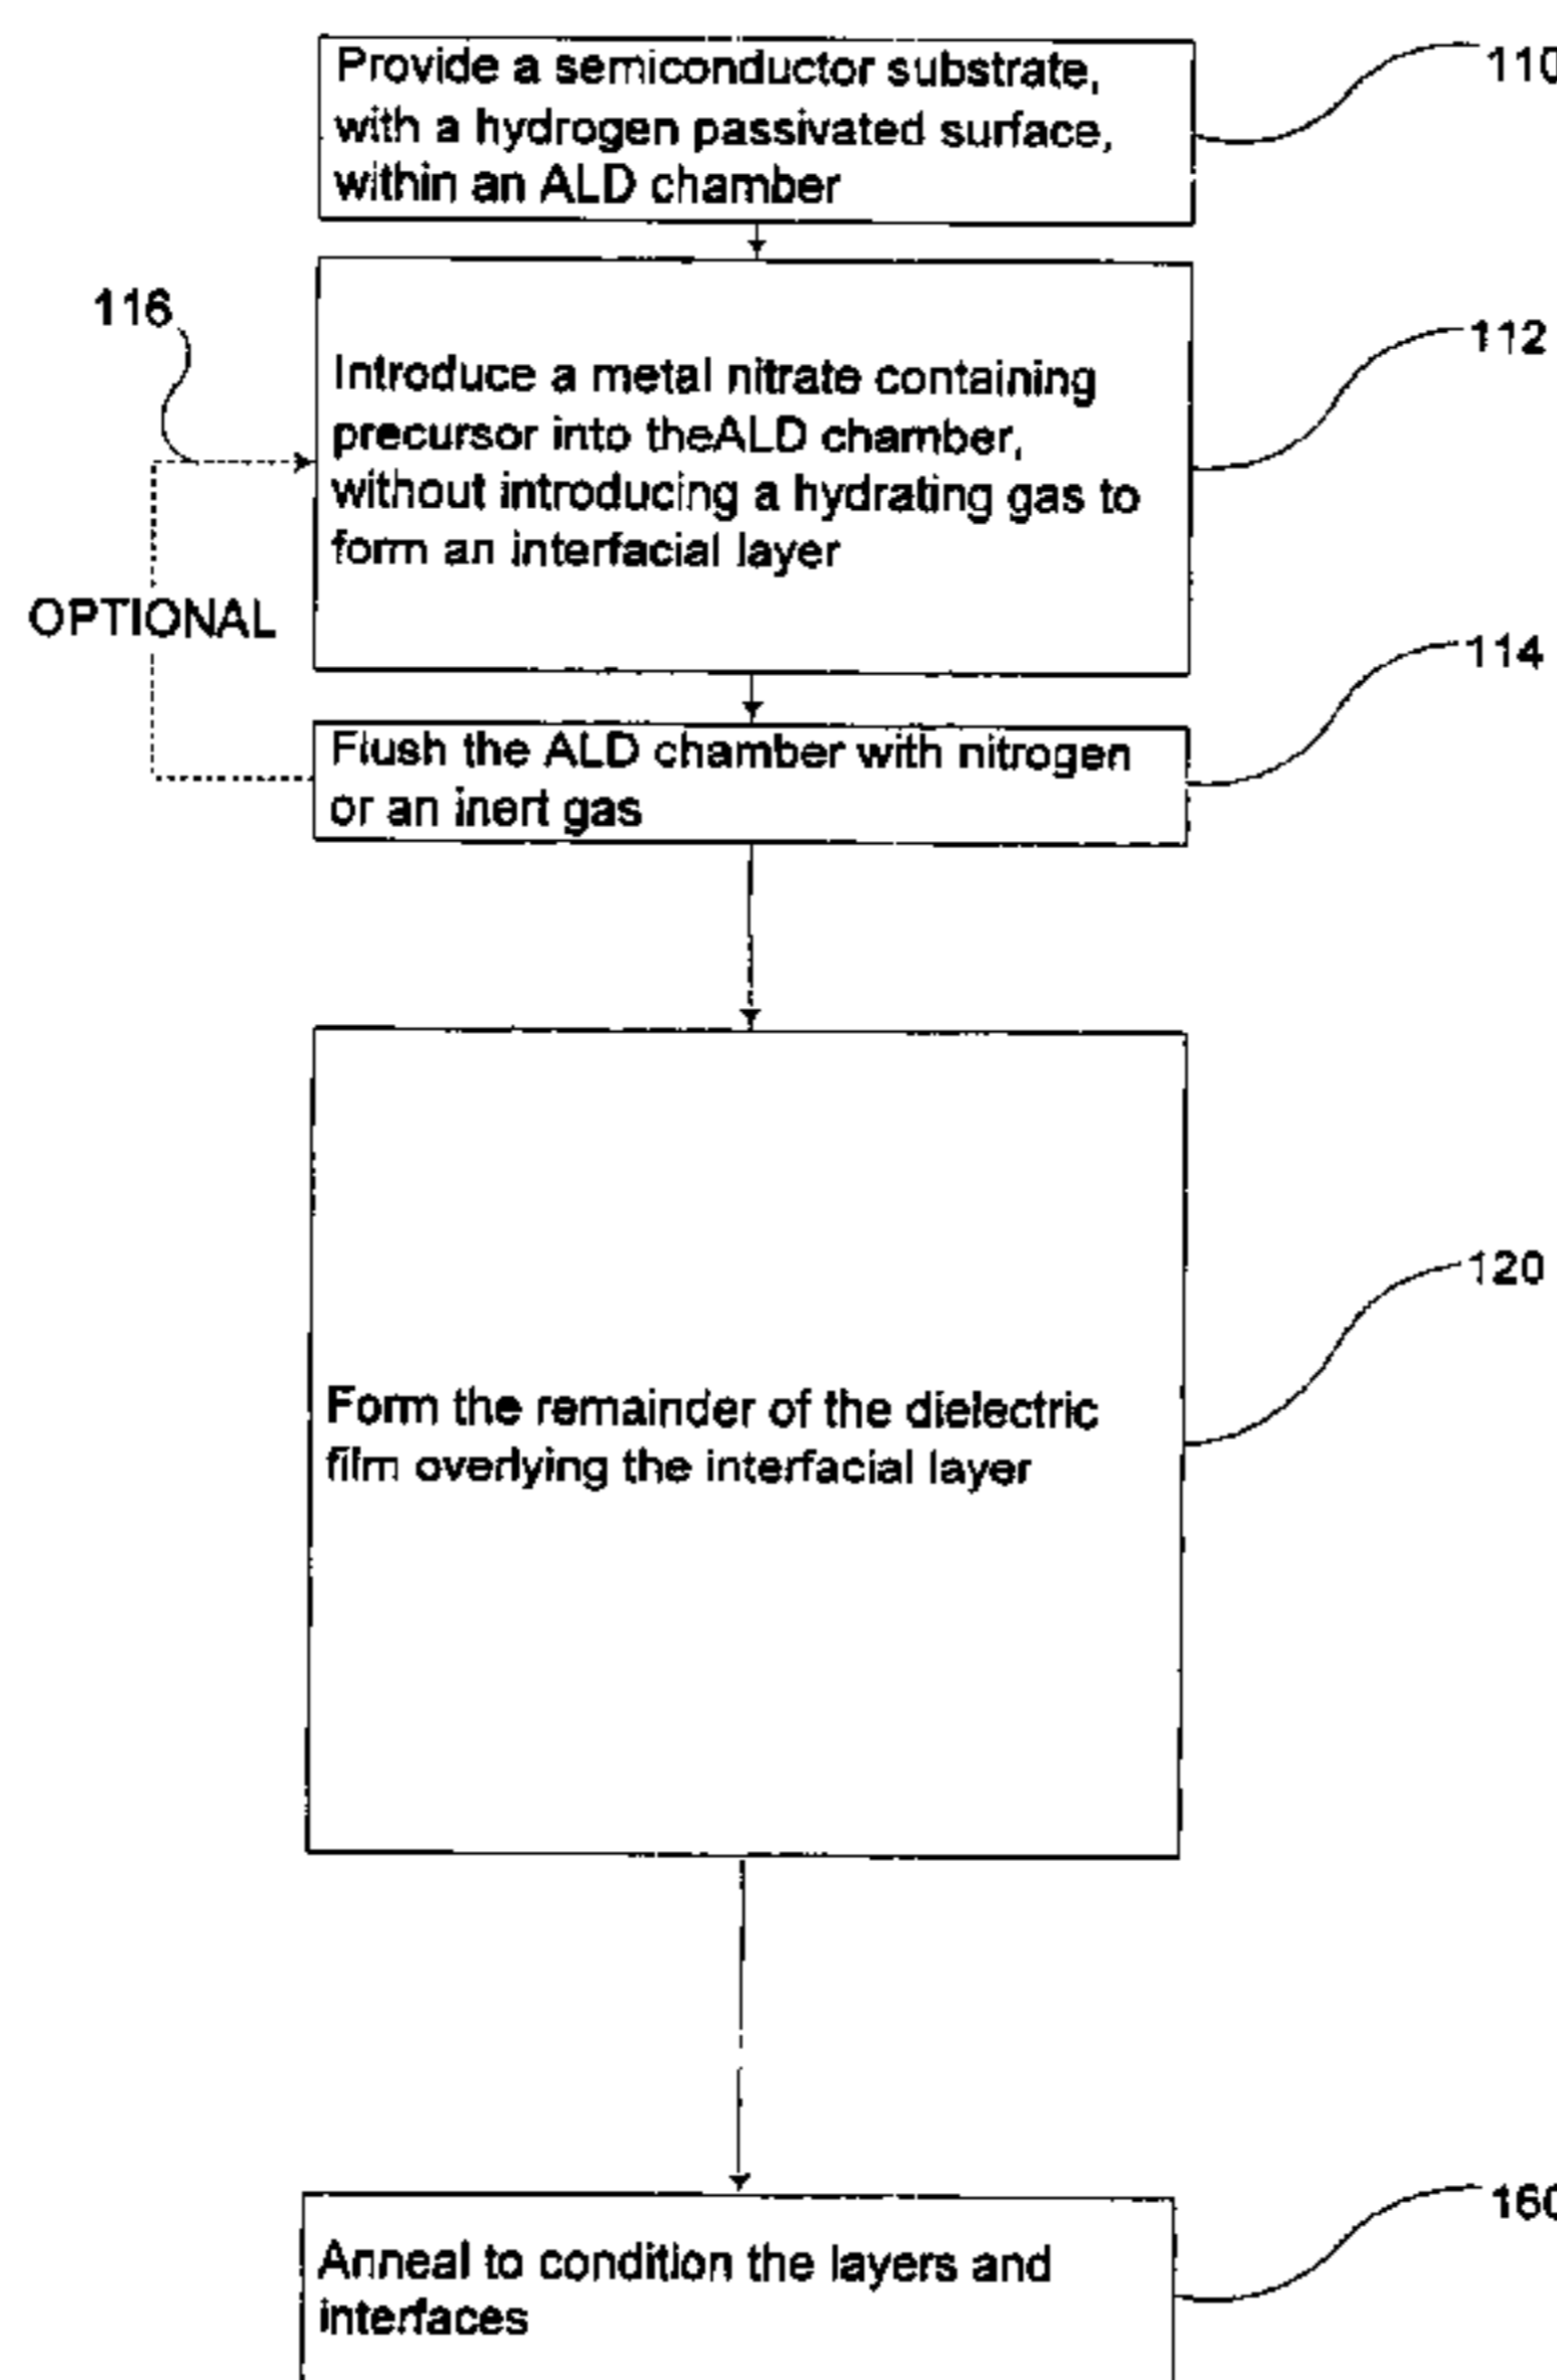 Provide a semiconductor substrate,
with a hydrogen passivated surface,
within an ALD chamber
110
116
Introduce a metal nitrate containing
precursor into theALD chamber,
without introducing a hydrating gas to
form an interfacial layer
112
OPTIONAL
114
Flush the ALD chamber with nitrogen
or an inert gas
120
Form the remainder of the dielectric
film overlying the interfacial layer
160
Anneal to condition the layers and
interfaces